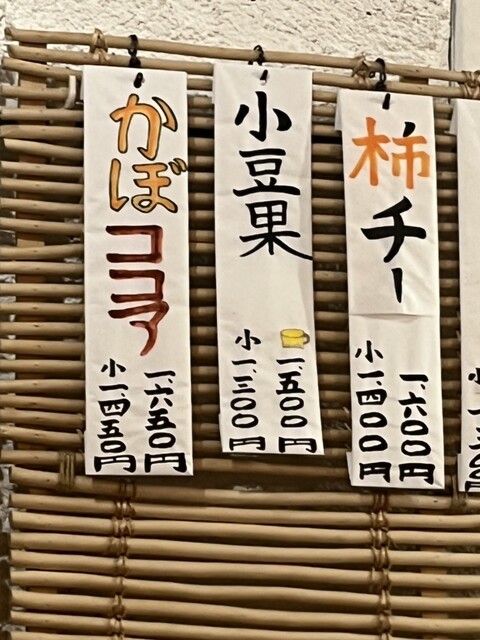 かぼ
ココア
一、六五〇円
小 一、四五〇円
小豆果
一、五〇〇円
小 一、三〇〇円
柿チー
一、六〇〇円
小 一、四〇〇円